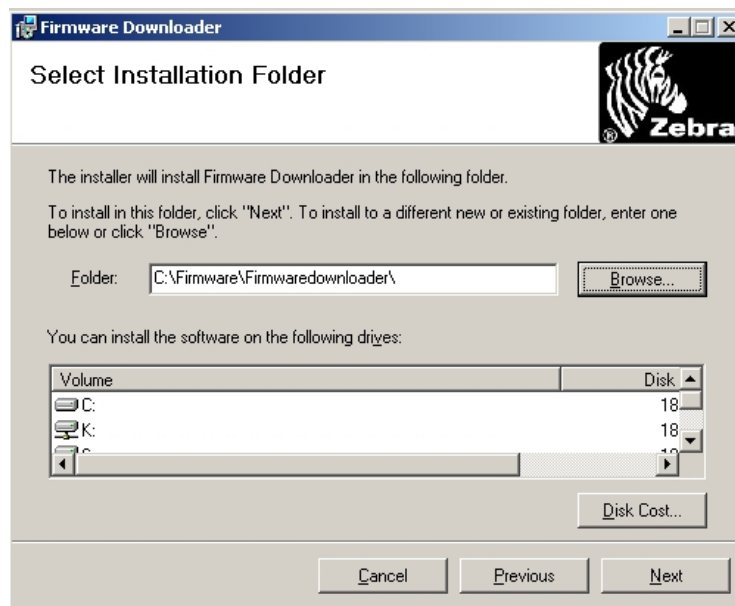 Firmware Downloader
Select Installation Folder
® Zebra
The installer will install Firmware Downloader in the following folder.
To install in this folder, click "Next". To install to a different new or existing folder, enter one
below or click "Browse".
Folder: C:\Firmware\Firmwaredownloader\ Browse...
You can install the software on the following drives:
Volume Disk
C: 18
K: 18
Disk Cost...
Cancel Previous Next